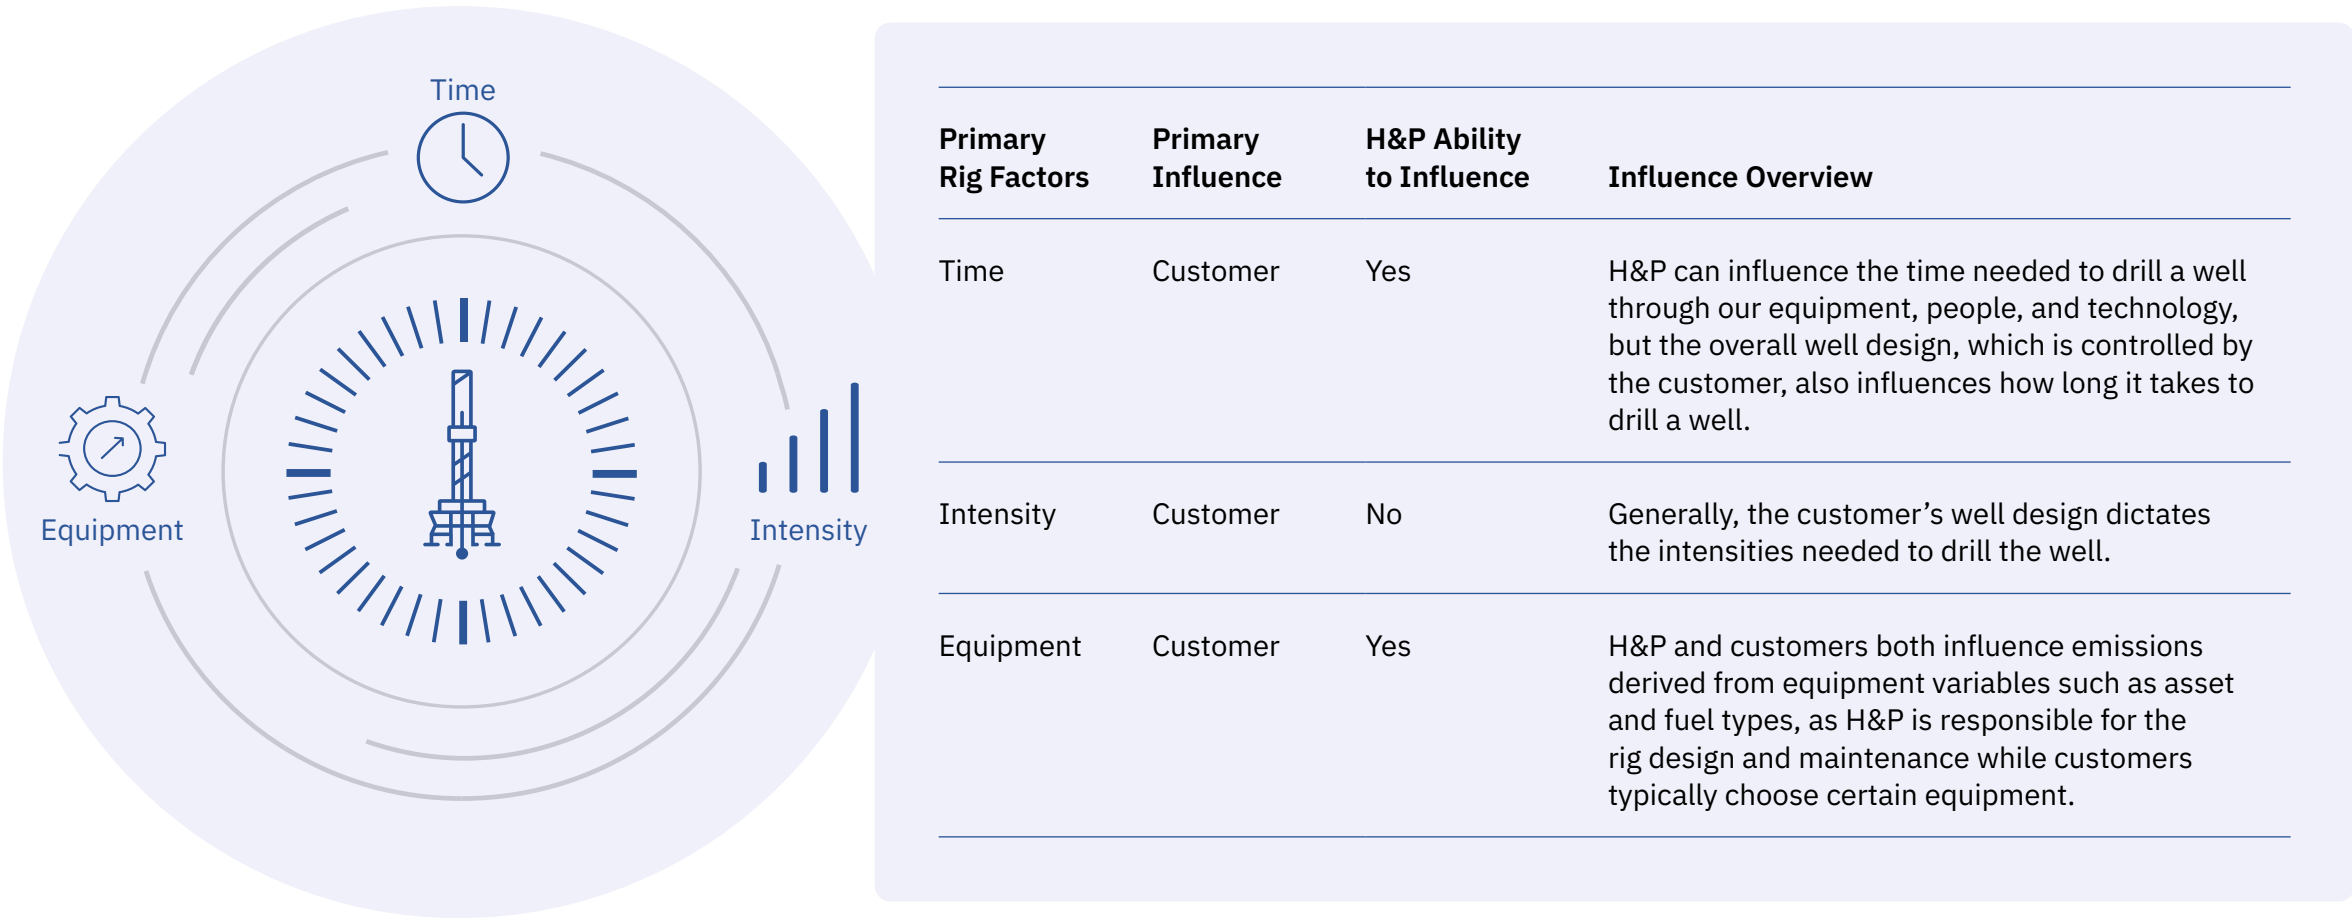 Time
Equipment
Intensity
Primary
Rig Factors
Primary
Influence
H&P Ability
to Influence
Influence Overview
Time
Customer
Yes
H&P can influence the time needed to drill a well
through our equipment, people, and technology,
but the overall well design, which is controlled by
the customer, also influences how long it takes to
drill a well.
Intensity
Customer
No
Generally, the customer’s well design dictates
the intensities needed to drill the well.
Equipment
Customer
Yes
H&P and customers both influence emissions
derived from equipment variables such as asset
and fuel types, as H&P is responsible for the
rig design and maintenance while customers
typically choose certain equipment.